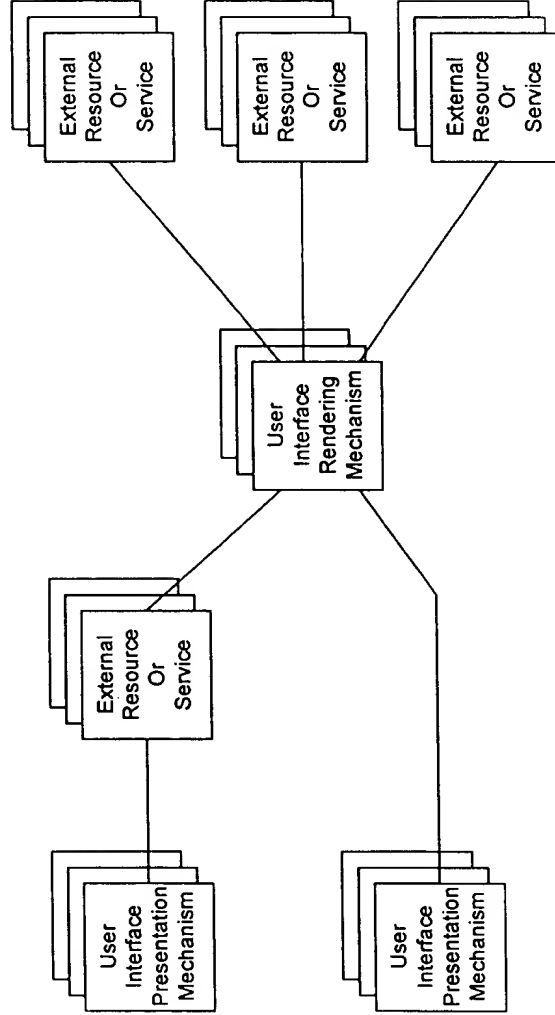 External
Resource
Or
Service
External
Resource
Or
Service
External
Resource
Or
Service
User
Interface
Rendering
Mechanism
External
Resource
Or
Service
User
Interface
Presentation
Mechanism
User
Interface
Presentation
Mechanism